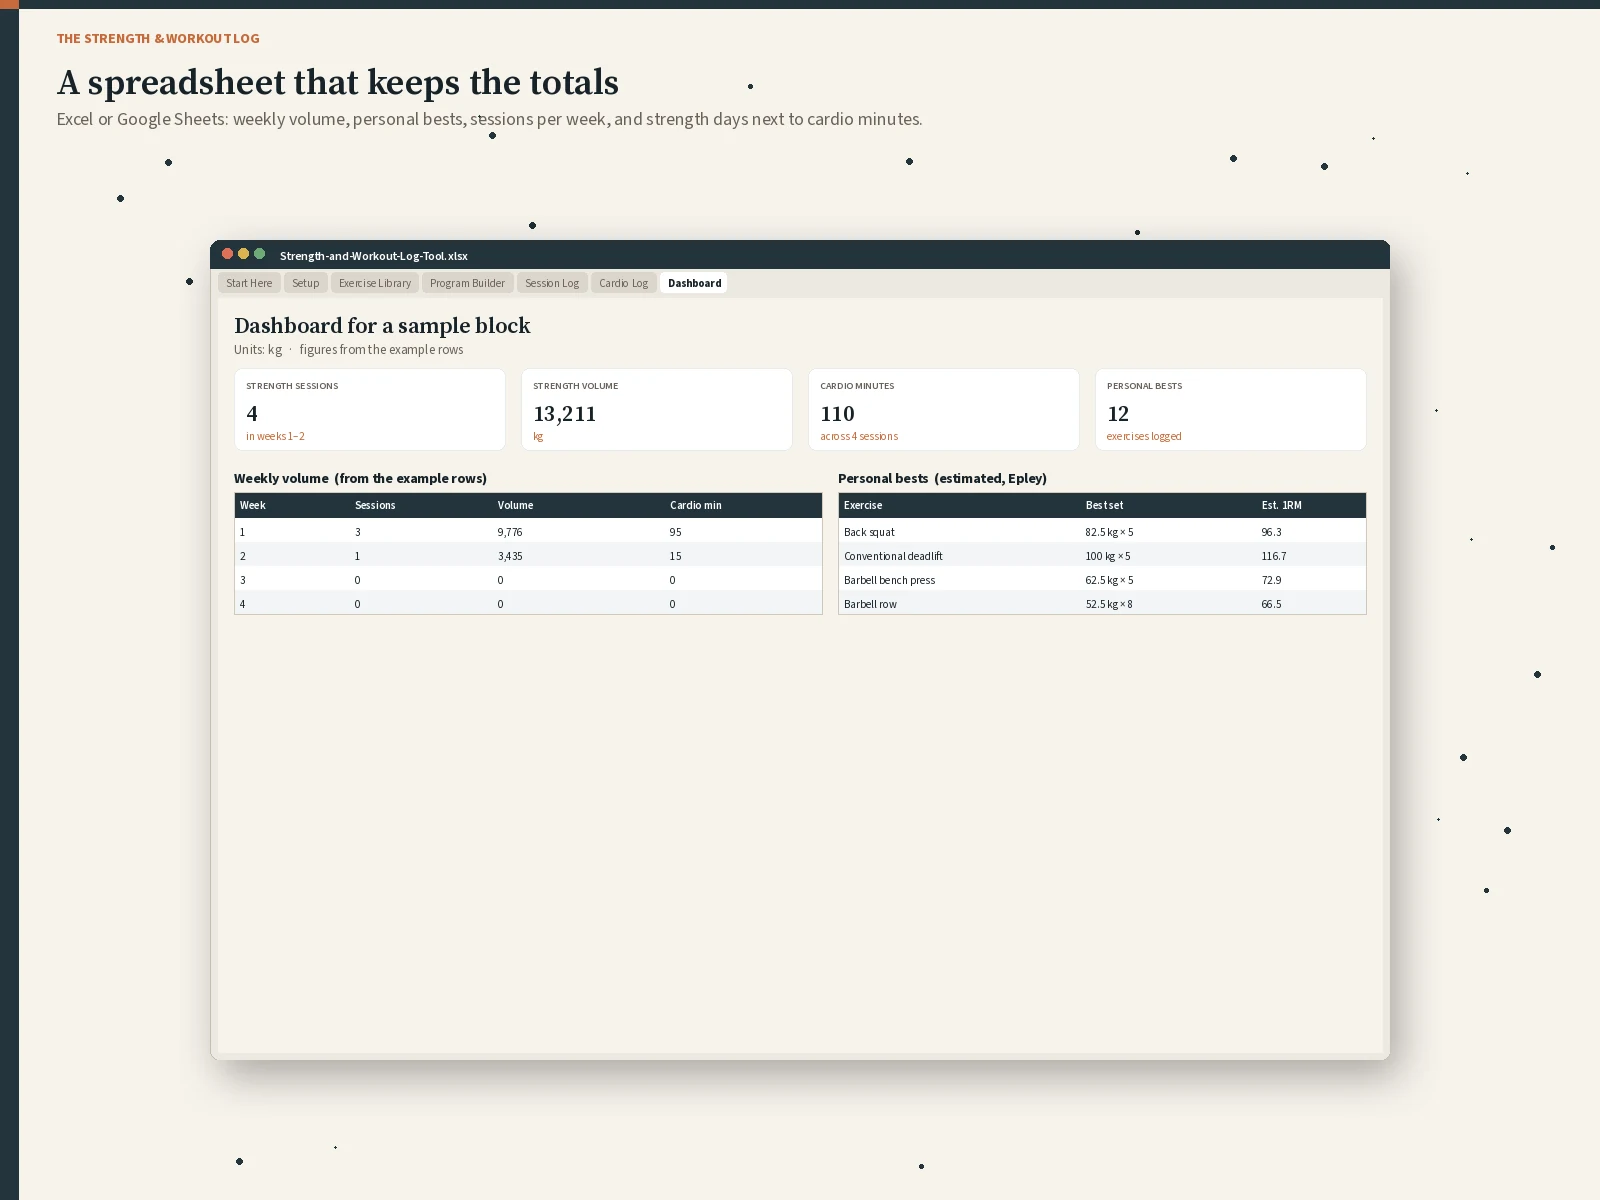 THE STRENGTH & WORKOUT LOG
A spreadsheet that keeps the totals
Excel or Google Sheets: weekly volume, personal bests, sessions per week, and strength days next to cardio minutes.
Strength-and-Workout-Log-Tool.xlsx
Start Here Setup Exercise Library Program Builder Session Log Cardio Log Dashboard
Dashboard for a sample block
Units: kg · figures from the example rows
STRENGTH SESSIONS STRENGTH VOLUME CARDIO MINUTES PERSONAL BESTS
4 13,211 110 12
in weeks 1–2 kg across 4 sessions exercises logged
Weekly volume (from the example rows) Personal bests (estimated, Epley)
Week Sessions Volume Cardio min Exercise Best set Est. 1RM
1 3 9,776 95 Back squat 82.5 kg × 5 96.3
2 1 3,435 15 Conventional deadlift 100 kg × 5 116.7
3 0 0 0 Barbell bench press 62.5 kg × 5 72.9
4 0 0 0 Barbell row 52.5 kg × 8 66.5